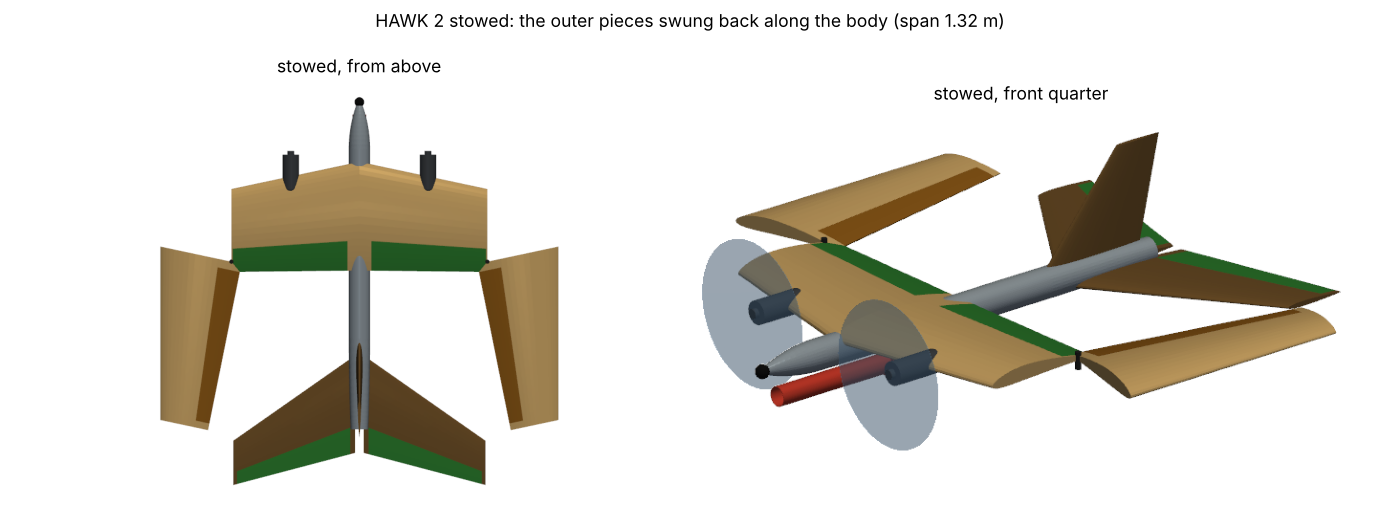 HAWK 2 stowed: the outer pieces swung back along the body (span 1.32 m)
stowed, from above
stowed, front quarter